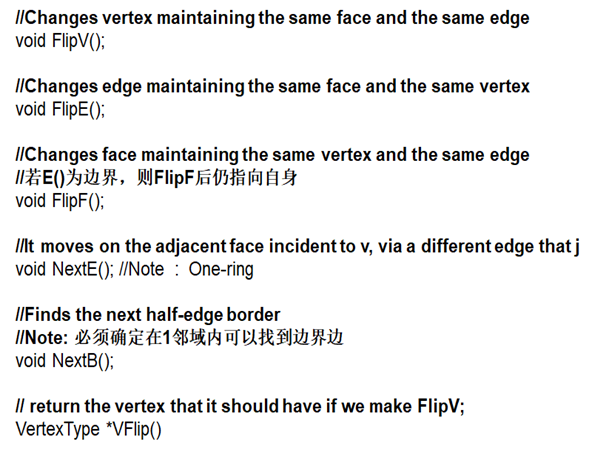 //Changes vertex maintaining the same face and the same edge
void FlipV();
//Changes edge maintaining the same face and the same vertex
void FlipE();
//Changes face maintaining the same vertex and the same edge
//若E()为边界，则FlipF后仍指向自身
void FlipF();
//It moves on the adjacent face incident to v, via a different edge that j
void NextE(); //Note : One-ring
//Finds the next half-edge border
//Note: 必须确定在1邻域内可以找到边界边
void NextB();
// return the vertex that it should have if we make FlipV;
VertexType *VFlip()